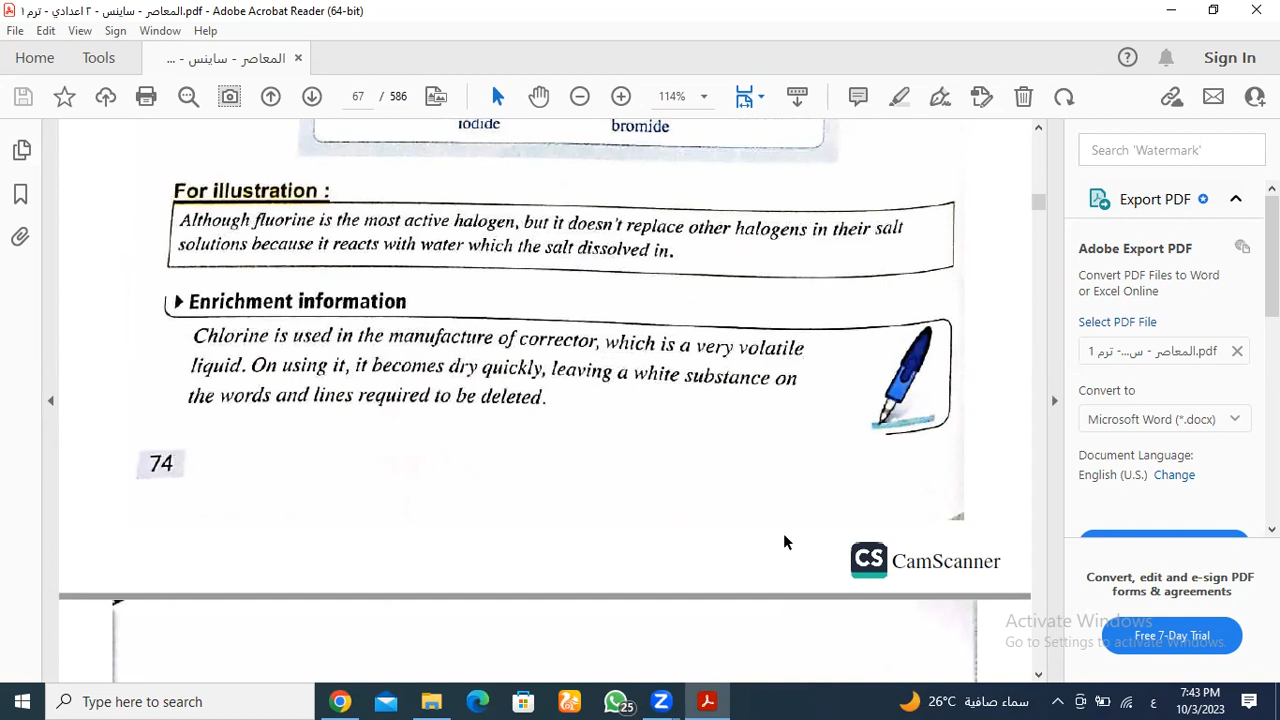 المعاصر - ساينس - ٢ اعدادي - ترم ١.pdf - Adobe Acrobat Reader (64-bit)
File Edit View Sign Window Help
Home Tools المعاصر - ساينس - ... × Sign In
67 / 586 114%
iodide bromide
For illustration :
Although fluorine is the most active halogen, but it doesn't replace other halogens in their salt
solutions because it reacts with water which the salt dissolved in.
Enrichment information
Chlorine is used in the manufacture of corrector, which is a very volatile
liquid. On using it, it becomes dry quickly, leaving a white substance on
the words and lines required to be deleted.
74
CS CamScanner
Search 'Watermark'
Export PDF
Adobe Export PDF
Convert PDF Files to Word
or Excel Online
Select PDF File
المعاصر - س...- ترم 1.pdf
Convert to
Microsoft Word (*.docx)
Document Language:
English (U.S.) Change
Convert, edit and e-sign PDF
forms & agreements
Free 7-Day Trial
Activate Windows
Go to Settings to activate Windows.
Type here to search
25
26°C سماء صافية
ع
7:43 PM
10/3/2023